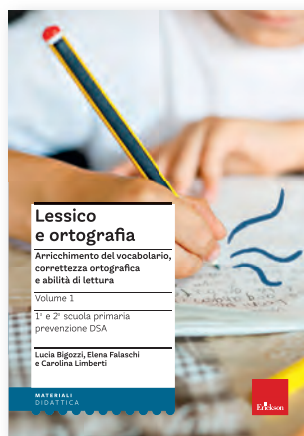 Lessico
e ortografia
Arricchimento del vocabolario,
correttezza ortografica
e abilità di lettura
Volume 1
1ª e 2ª scuola primaria
prevenzione DSA
Lucia Bigozzi, Elena Falaschi
e Carolina Limberti
MATERIALI
DIDATTICA
Erickson